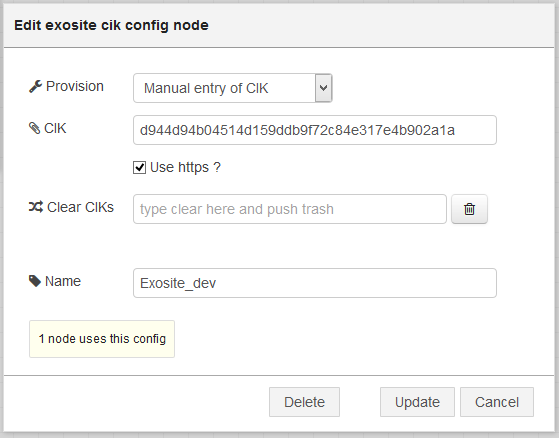 Edit exosite cik config node
Provision
Manual entry of CIK
CIK
d944d94b04514d159ddb9f72c84e317e4b902a1a
Use https ?
Clear CIKs
type clear here and push trash
Name
Exosite_dev
1 node uses this config
Delete
Update
Cancel